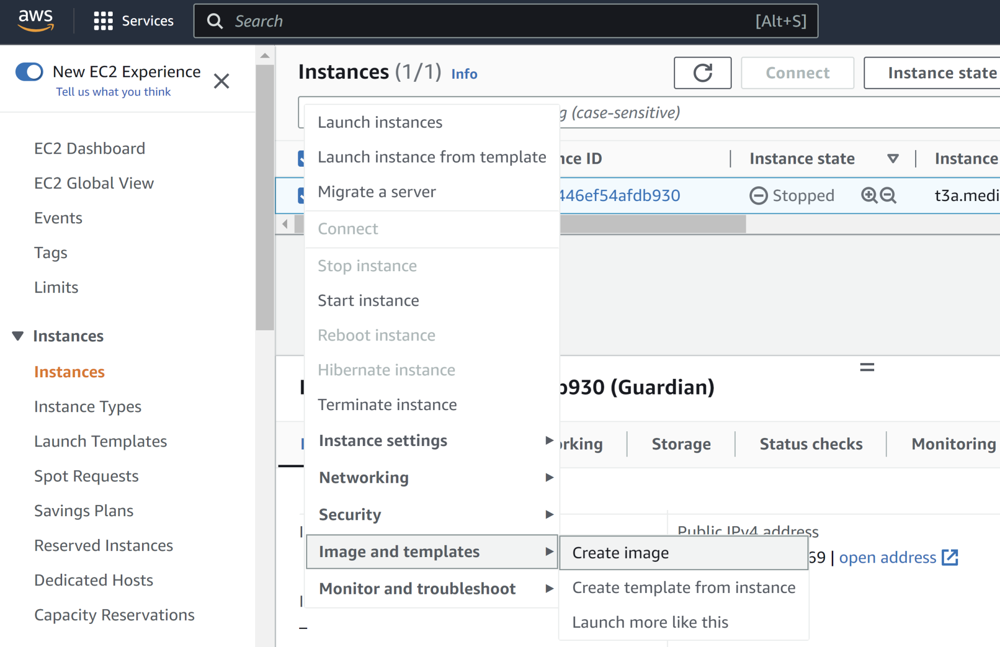 aws
Services
Search
[Alt+S]
New EC2 Experience
Tell us what you think
EC2 Dashboard
EC2 Global View
Events
Tags
Limits
Instances
Instances
Instance Types
Launch Templates
Spot Requests
Savings Plans
Reserved Instances
Dedicated Hosts
Capacity Reservations
Instances (1/1) Info
Connect
Instance state
(case-sensitive)
ID
Instance state
Instance
446ef54afdb930
Stopped
t3a.medi
Launch instances
Launch instance from template
Migrate a server
Connect
Stop instance
Start instance
Reboot instance
Hibernate instance
Terminate instance
Instance settings
Networking
Security
Image and templates
Monitor and troubleshoot
Create image
Create template from instance
Launch more like this
b930 (Guardian)
rking
Storage
Status checks
Monitoring
Public IPv4 address
69 | open address
–